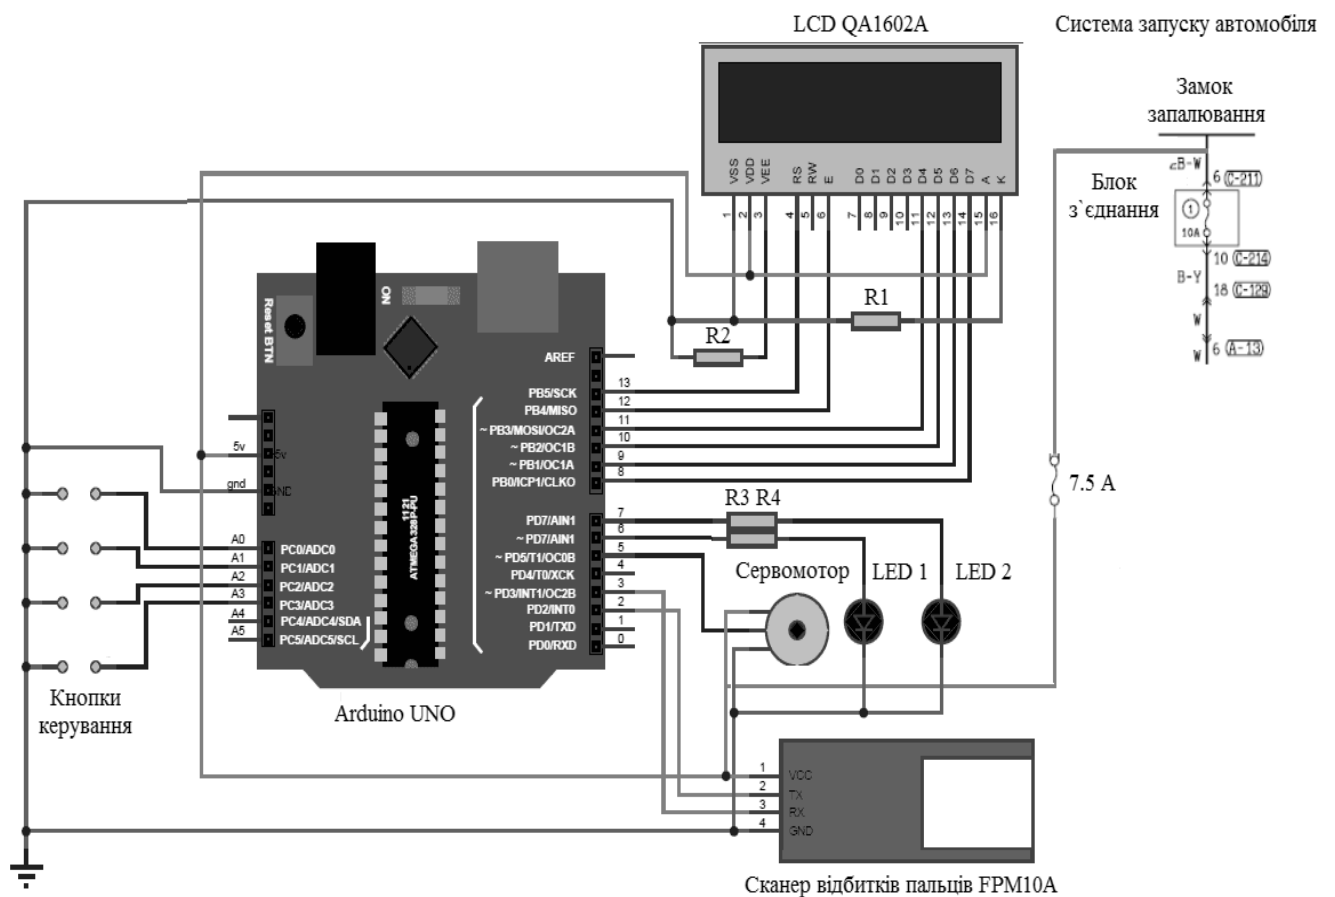 LCD QA1602A
Система запуску автомобіля
Замок
запалювання
VSS
VDD
VEE
RS
RW
E
D0
D1
D2
D3
D4
D5
D6
D7
A
K
1
2
3
4
5
6
7
8
9
10
11
12
13
14
15
16
B-W
6 (C-211)
Блок
з`єднання
1
10A
10 (C-214)
B-Y
18 (C-129)
W
W
6 (A-13)
R1
R2
Reset BTN
ON
AREF
PB5/SCK 13
PB4/MISO 12
~ PB3/MOSI/OC2A 11
~ PB2/OC1B 10
~ PB1/OC1A 9
PB0/ICP1/CLKO 8
5v
5v
gnd
GND
1121
ATMEGA328P-PU
7.5 A
R3 R4
PD7/AIN1 7
~ PD7/AIN1 6
~ PD5/T1/OC0B 5
PD4/T0/XCK 4
~ PD3/INT1/OC2B 3
PD2/INT0 2
PD1/TXD 1
PD0/RXD 0
A0 PC0/ADC0
A1 PC1/ADC1
A2 PC2/ADC2
A3 PC3/ADC3
A4 PC4/ADC4/SDA
A5 PC5/ADC5/SCL
Сервомотор
LED 1
LED 2
Кнопки
керування
Arduino UNO
1 VCC
2 TX
3 RX
4 GND
Сканер відбитків пальців FPM10A